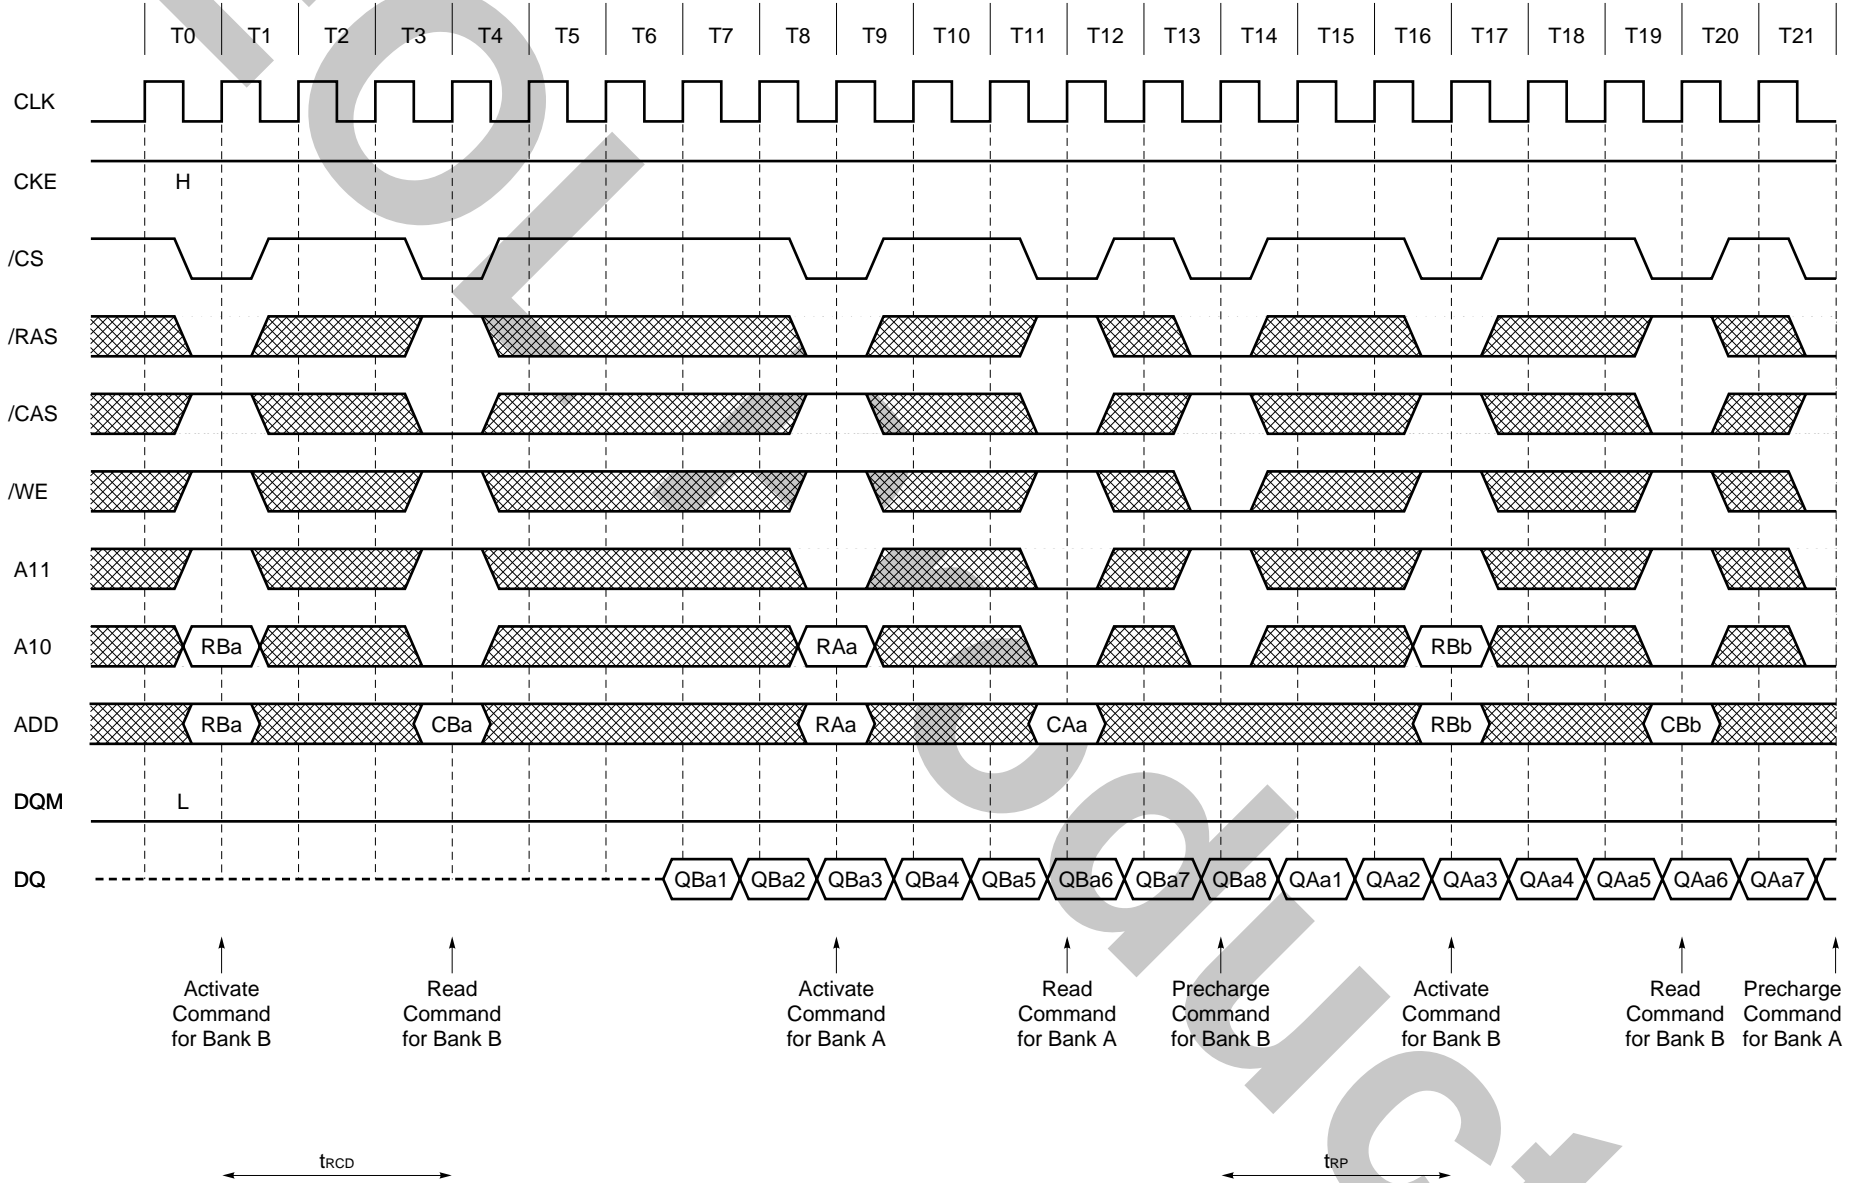 T0 T1 T2 T3 T4 T5 T6 T7 T8 T9 T10 T11 T12 T13 T14 T15 T16 T17 T18 T19 T20 T21
CLK
CKE H
/CS
/RAS
/CAS
/WE
A11
A10 RBa RAa RBb
ADD RBa CBa RAa CAa RBb CBb
DQM L
DQ QBa1 QBa2 QBa3 QBa4 QBa5 QBa6 QBa7 QBa8 QAa1 QAa2 QAa3 QAa4 QAa5 QAa6 QAa7
Activate Read Activate Read Precharge Activate Read Precharge
Command Command Command Command Command Command Command Command
for Bank B for Bank B for Bank A for Bank A for Bank B for Bank B for Bank B for Bank A
tRCD tRP